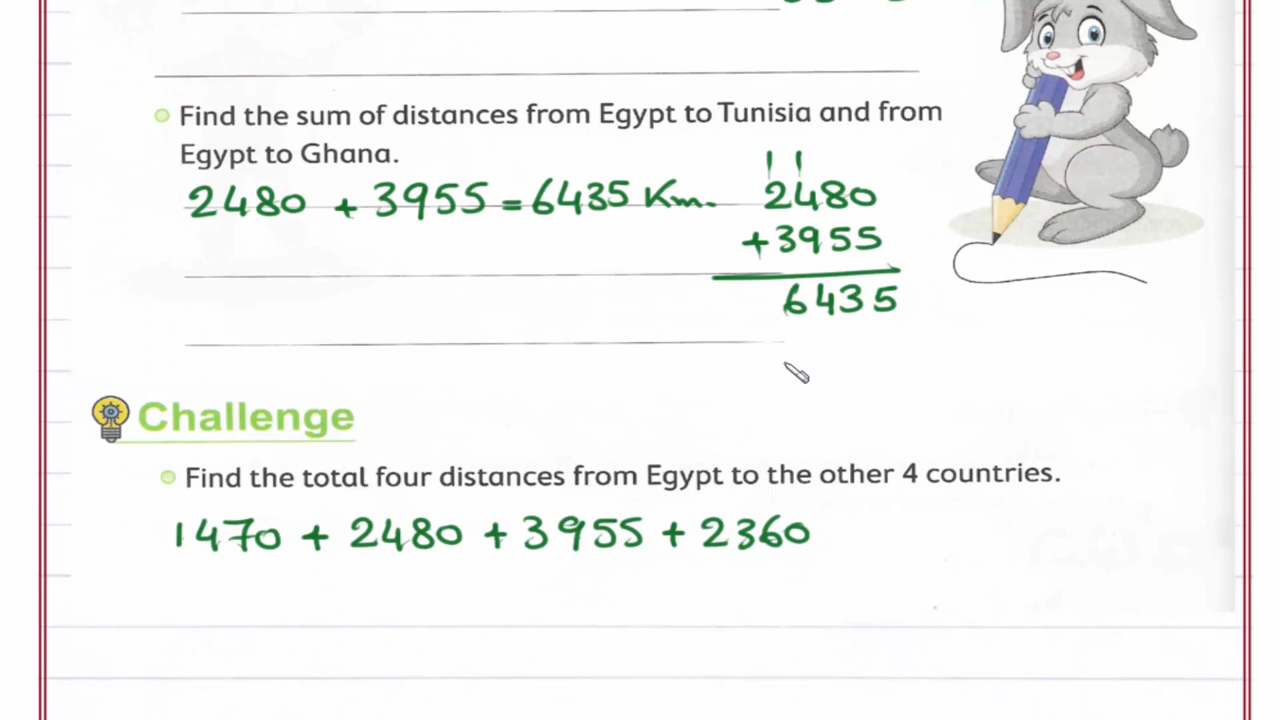 Find the sum of distances from Egypt to Tunisia and from
Egypt to Ghana.
2480 + 3955 = 6435 Km.
1 1
2480
+3955
6435
Challenge
Find the total four distances from Egypt to the other 4 countries.
1470 + 2480 + 3955 + 2360